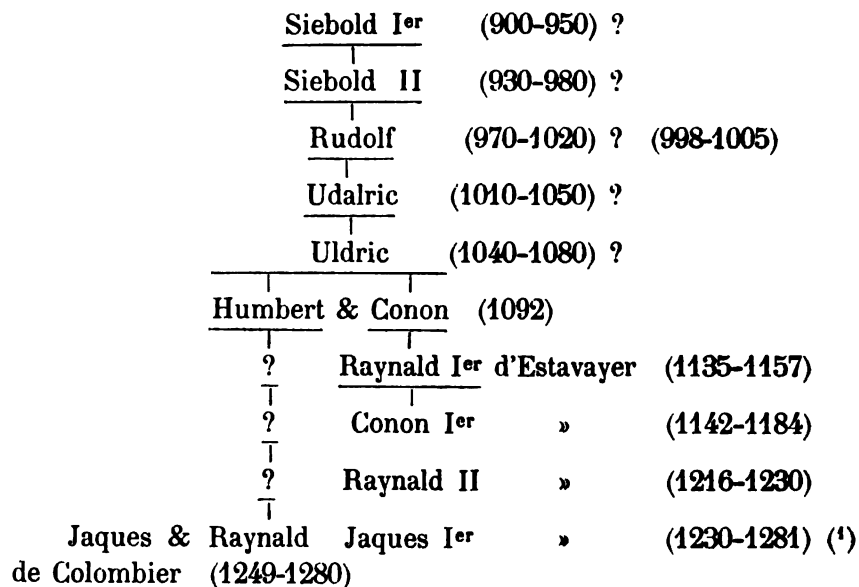 Siebold Ier (900-950) ?
Siebold II (930-980) ?
Rudolf (970-1020) ? (998-1005)
Udalric (1010-1050) ?
Uldric (1040-1080) ?
Humbert & Conon (1092)
? Raynald Ier d'Estavayer (1135-1157)
? Conon Ier » (1142-1184)
? Raynald II » (1216-1230)
Jaques & Raynald Jaques Ier » (1230-1281) (1)
de Colombier (1249-1280)